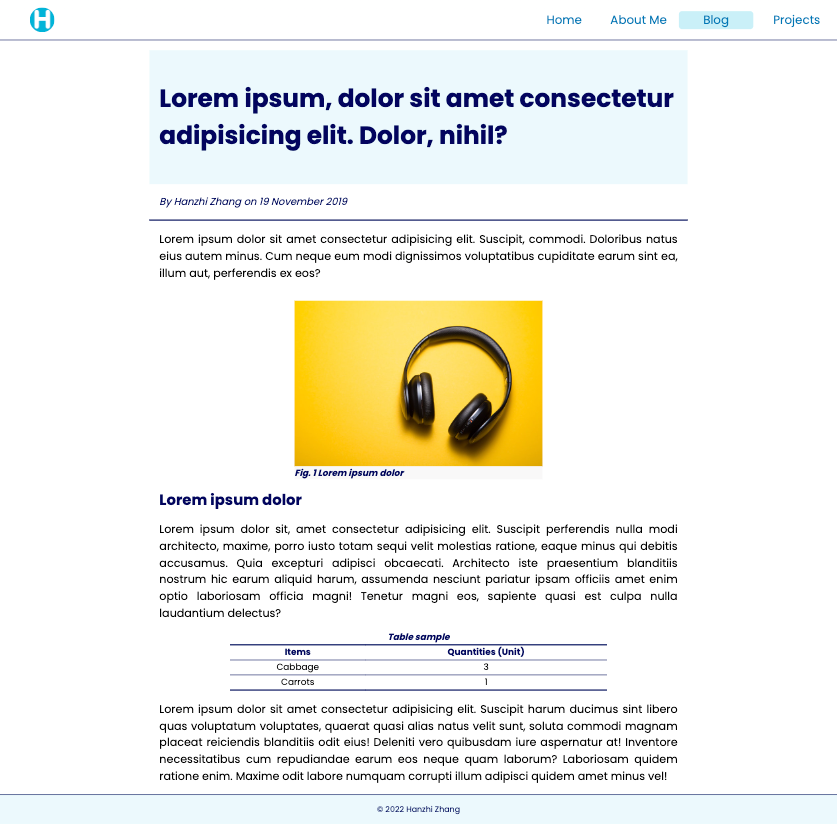 H
Home About Me Blog Projects
Lorem ipsum, dolor sit amet consectetur
adipisicing elit. Dolor, nihil?
By Hanzhi Zhang on 19 November 2019
Lorem ipsum dolor sit amet consectetur adipisicing elit. Suscipit, commodi. Doloribus natus
eius autem minus. Cum neque eum modi dignissimos voluptatibus cupiditate earum sint ea,
illum aut, perferendis ex eos?
Fig. 1 Lorem ipsum dolor
Lorem ipsum dolor
Lorem ipsum dolor sit, amet consectetur adipisicing elit. Suscipit perferendis nulla modi
architecto, maxime, porro iusto totam sequi velit molestias ratione, eaque minus qui debitis
accusamus. Quia excepturi adipisci obcaecati. Architecto iste praesentium blanditiis
nostrum hic earum aliquid harum, assumenda nesciunt pariatur ipsam officiis amet enim
optio laboriosam officia magni! Tenetur magni eos, sapiente quasi est culpa nulla
laudantium delectus?
Table sample
Items Quantities (Unit)
Cabbage 3
Carrots 1
Lorem ipsum dolor sit amet consectetur adipisicing elit. Suscipit harum ducimus sint libero
quas voluptatum voluptates, quaerat quasi alias natus velit sunt, soluta commodi magnam
placeat reiciendis blanditiis odit eius! Deleniti vero quibusdam iure aspernatur at! Inventore
necessitatibus cum repudiandae earum eos neque quam laborum? Laboriosam quidem
ratione enim. Maxime odit labore numquam corrupti illum adipisci quidem amet minus vel!
© 2022 Hanzhi Zhang